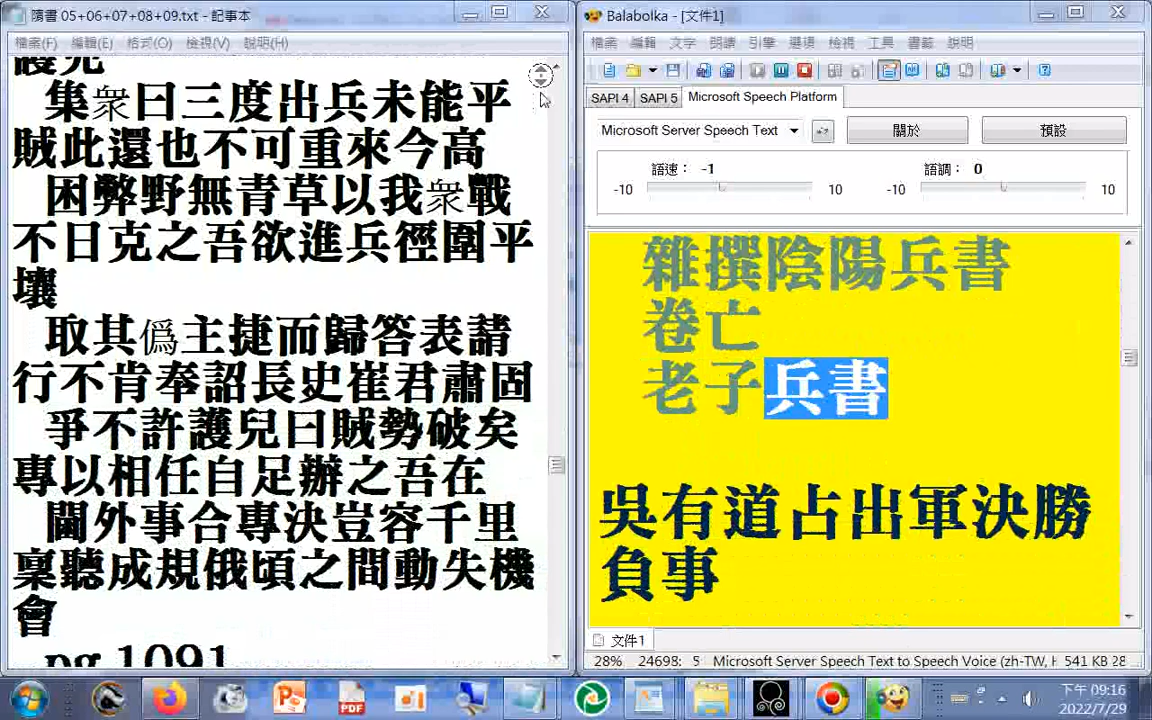 隋書 05+06+07+08+09.txt - 記事本
檔案(F) 編輯(E) 格式(O) 檢視(V) 說明(H)
護兒
集衆曰三度出兵未能平
賊此還也不可重來今高
困弊野無青草以我衆戰
不日克之吾欲進兵徑圍平
壤
取其僞主捷而歸答表請
行不肯奉詔長史崔君肅固
爭不許護兒曰賊勢破矣
專以相任自足辦之吾在
閫外事合專決豈容千里
稟聽成規俄頃之間動失機
會
pg 1091
Balabolka - [文件1]
檔案 編輯 文字 朗讀 引擎 選項 檢視 工具 書籤 說明
SAPI 4 SAPI 5 Microsoft Speech Platform
Microsoft Server Speech Text 關於 預設
語速: -1 語調: 0
-10 10 -10 10
雜撰陰陽兵書
卷亡
老子兵書
吳有道占出軍決勝
負事
文件1
28% 24698: 5 Microsoft Server Speech Text to Speech Voice (zh-TW, H 541 KB 28
PDF
下午 09:16
2022/7/29